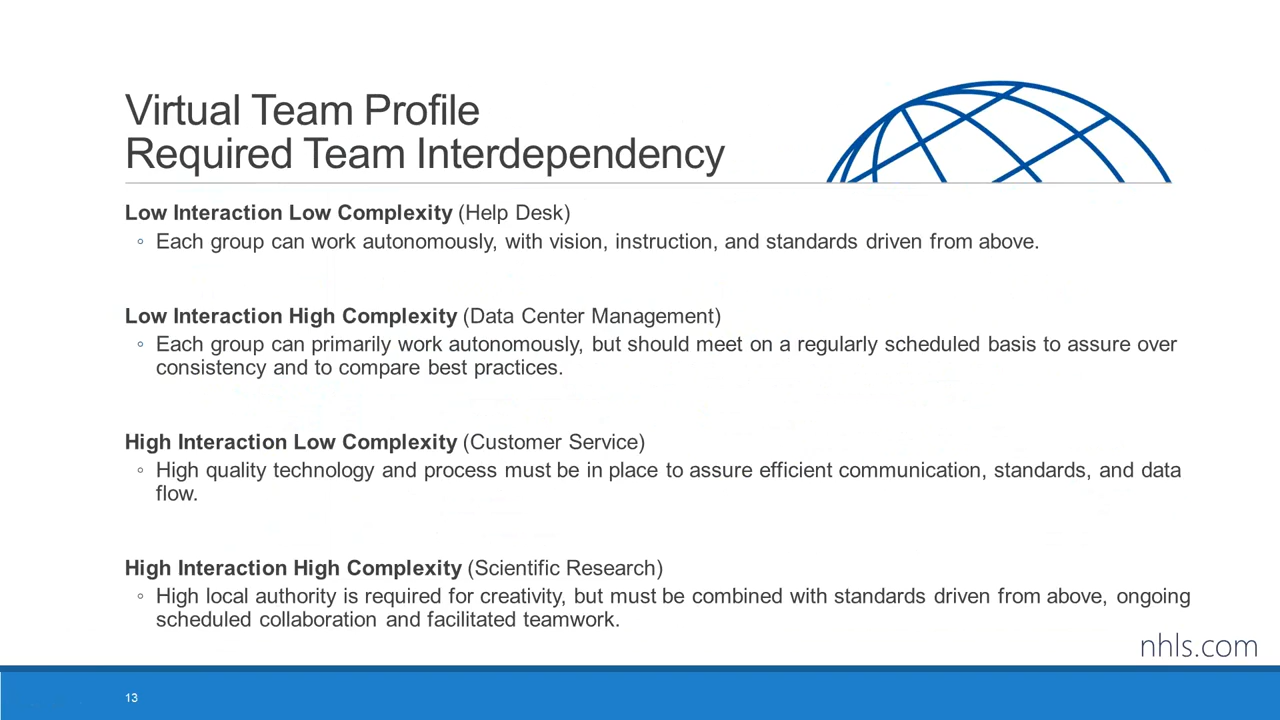 Virtual Team Profile
Required Team Interdependency
Low Interaction Low Complexity (Help Desk)
◦ Each group can work autonomously, with vision, instruction, and standards driven from above.
Low Interaction High Complexity (Data Center Management)
◦ Each group can primarily work autonomously, but should meet on a regularly scheduled basis to assure over
consistency and to compare best practices.
High Interaction Low Complexity (Customer Service)
◦ High quality technology and process must be in place to assure efficient communication, standards, and data
flow.
High Interaction High Complexity (Scientific Research)
◦ High local authority is required for creativity, but must be combined with standards driven from above, ongoing
scheduled collaboration and facilitated teamwork.
nhls.com
13